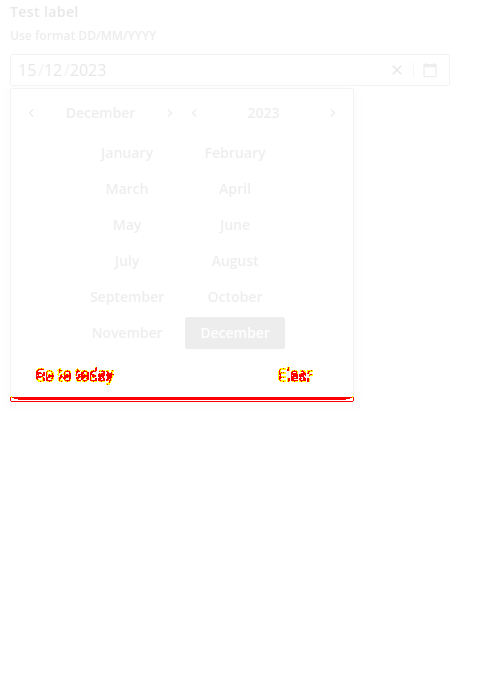 Test label
Use format DD/MM/YYYY
15/12/2023
December 2023
January February
March April
May June
July August
September October
November December
Go to today Clear